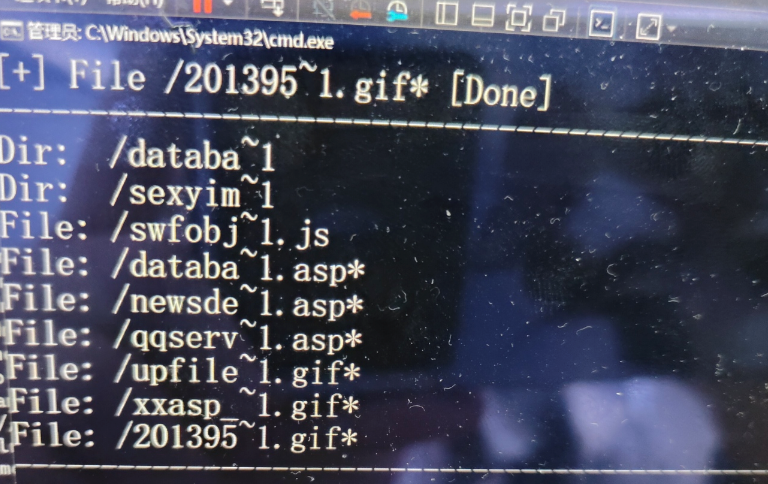 管理员: C:\Windows\System32\cmd.exe
[+] File /201395~1.gif* [Done]
Dir: /databa~1
Dir: /sexyim~1
File: /swfobj~1.js
File: /databa~1.asp*
File: /newsde~1.asp*
File: /qqserv~1.asp*
File: /upfile~1.gif*
File: /xxasp_~1.gif*
File: /201395~1.gif*